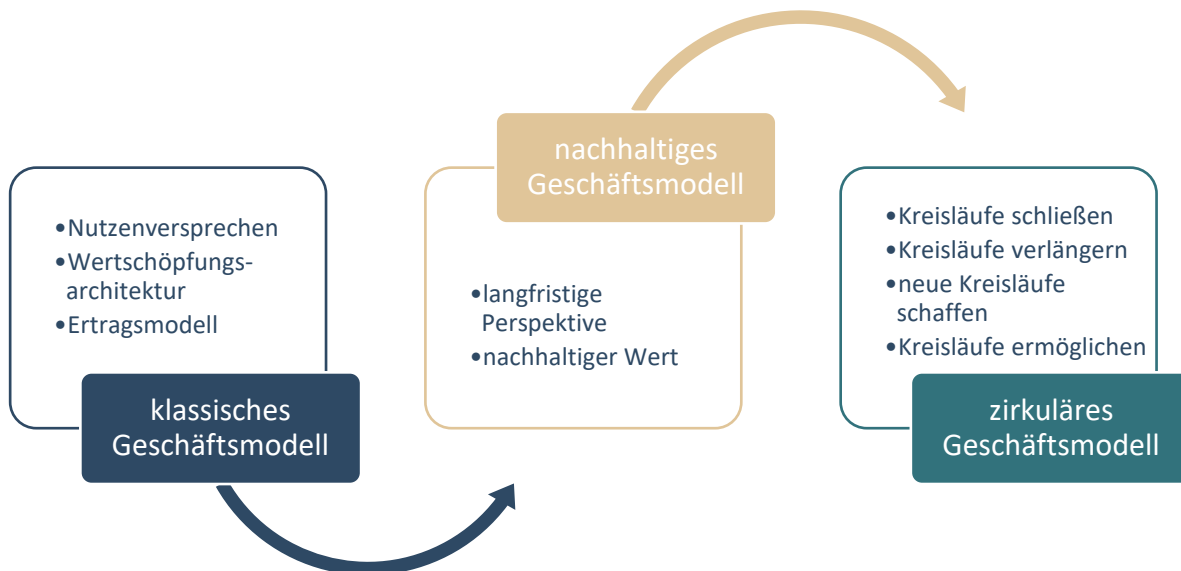 •Nutzenversprechen
•Wertschöpfungs-
architektur
•Ertragsmodell
klassisches
Geschäftsmodell
nachhaltiges
Geschäftsmodell
•langfristige
Perspektive
•nachhaltiger Wert
•Kreisläufe schließen
•Kreisläufe verlängern
•neue Kreisläufe
schaffen
•Kreisläufe ermöglichen
zirkuläres
Geschäftsmodell